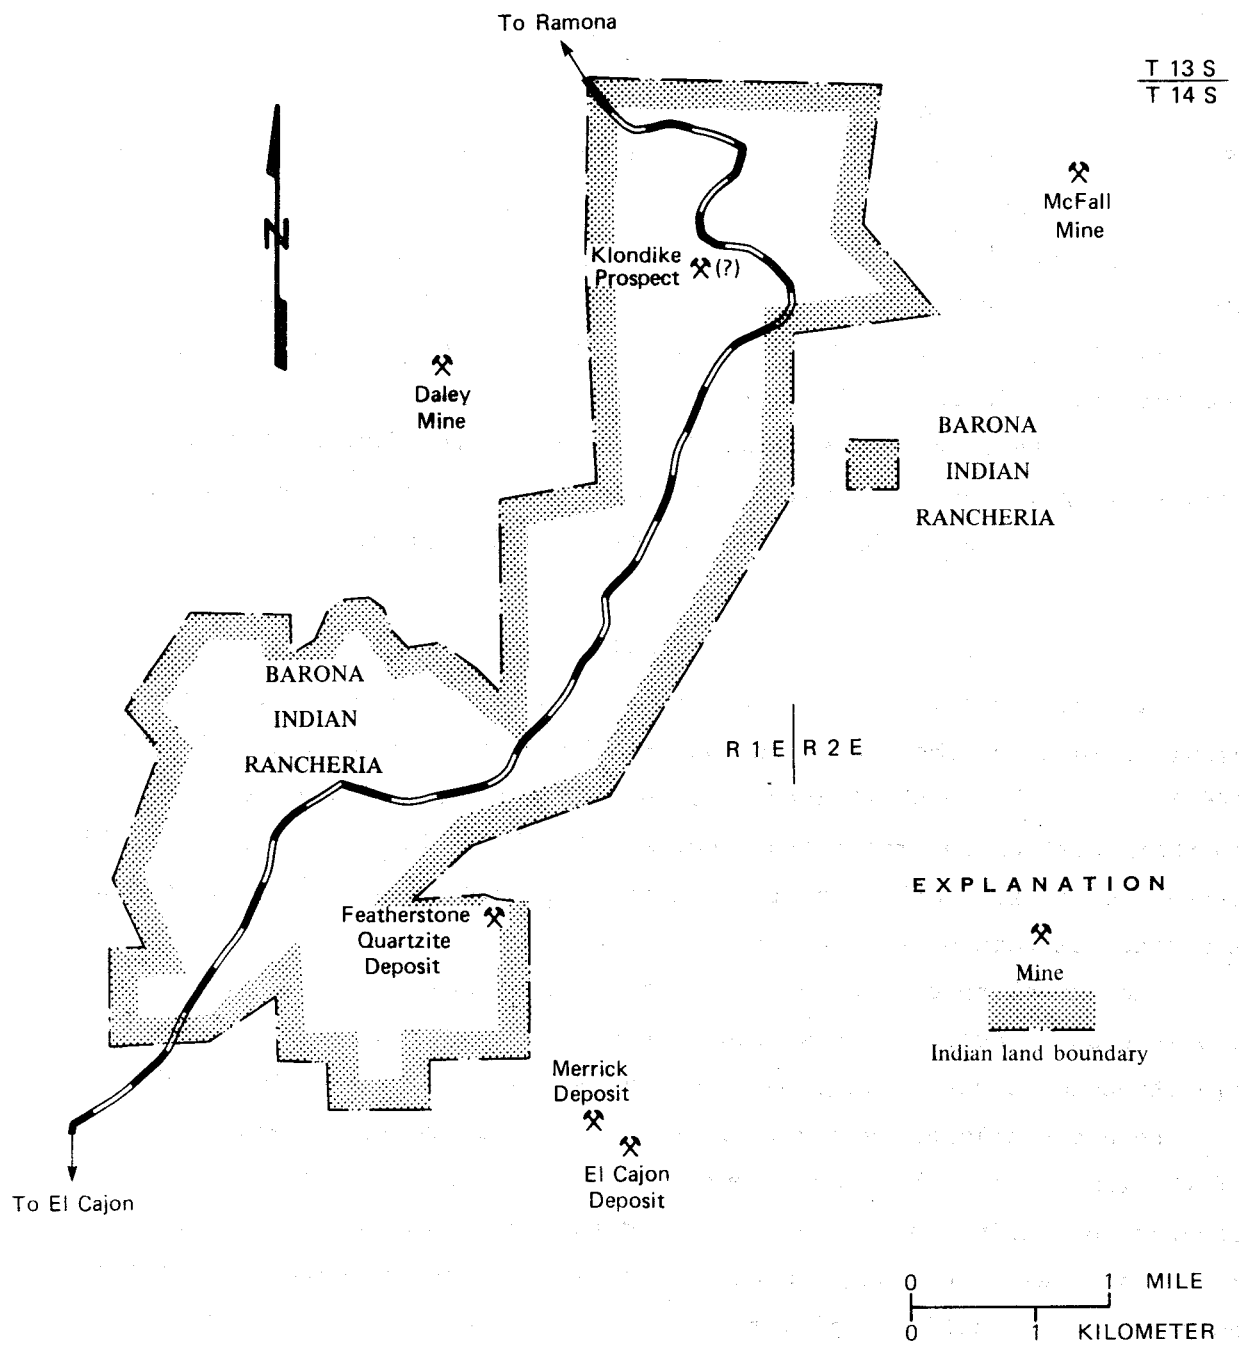 To Ramona
T 13 S
T 14 S
N
McFall
Mine
Klondike
Prospect (?)
Daley
Mine
BARONA
INDIAN
RANCHERIA
BARONA
INDIAN
RANCHERIA
R 1 E R 2 E
EXPLANATION
Featherstone
Quartzite
Deposit
Mine
Indian land boundary
Merrick
Deposit
El Cajon
Deposit
To El Cajon
0 1 MILE
0 1 KILOMETER